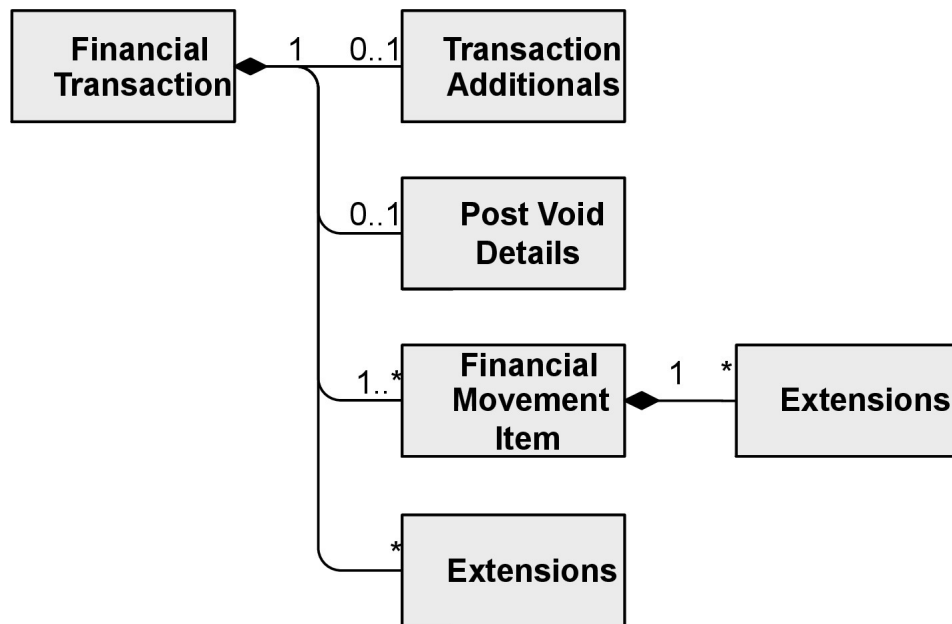 Financial
Transaction
1
0..1
Transaction
Additionals
0..1
Post Void
Details
1..*
Financial
Movement
Item
1
*
Extensions
*
Extensions